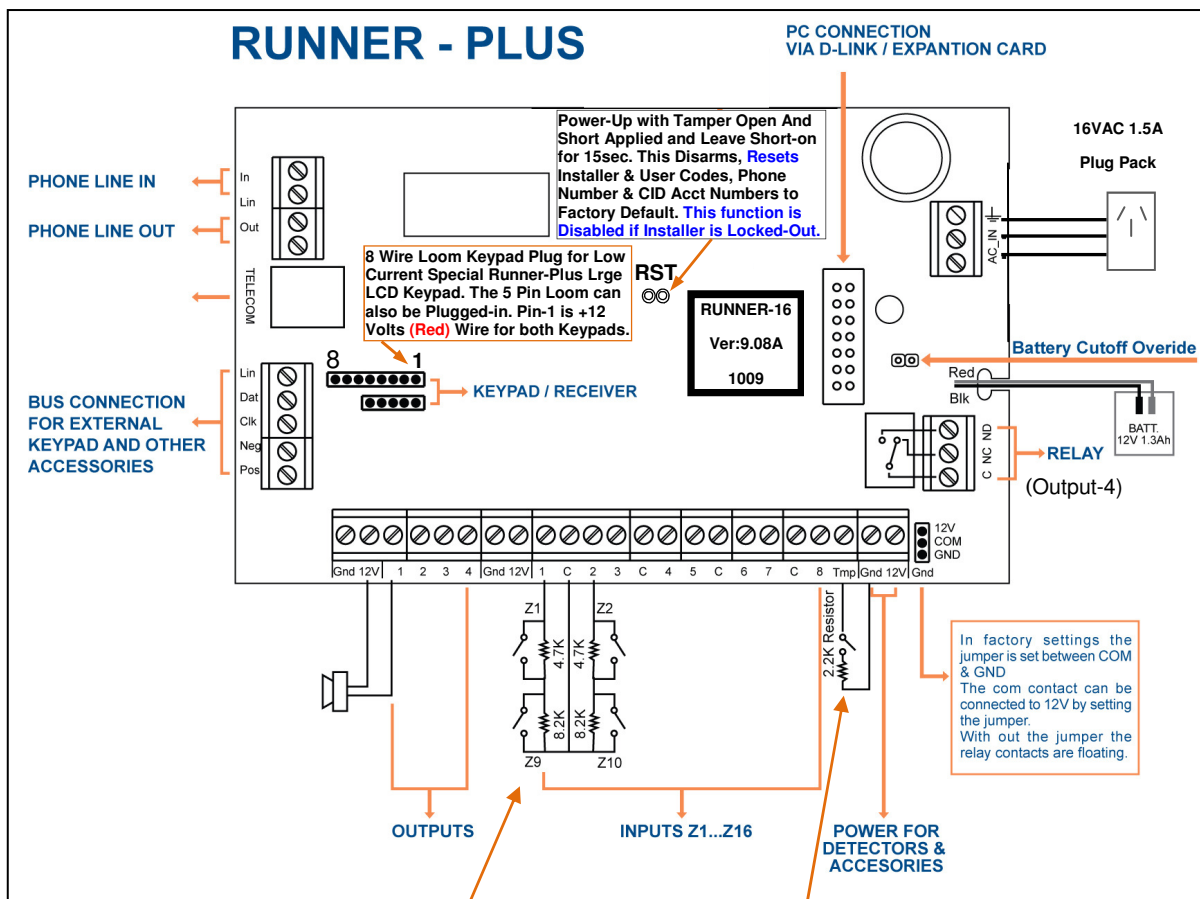 RUNNER - PLUS
PC CONNECTION
VIA D-LINK / EXPANTION CARD
Power-Up with Tamper Open And
Short Applied and Leave Short-on
for 15sec. This Disarms, Resets
Installer & User Codes, Phone
Number & CID Acct Numbers to
Factory Default. This function is
Disabled if Installer is Locked-Out.
16VAC 1.5A
Plug Pack
PHONE LINE IN
In
Lin
PHONE LINE OUT
Out
AC_IN
8 Wire Loom Keypad Plug for Low
Current Special Runner-Plus Lrge
LCD Keypad. The 5 Pin Loom can
also be Plugged-in. Pin-1 is +12
Volts (Red) Wire for both Keypads.
RST
TELECOM
RUNNER-16
Ver:9.08A
1009
Battery Cutoff Overide
8 1
KEYPAD / RECEIVER
Red
Blk
BATT.
12V 1.3Ah
BUS CONNECTION
FOR EXTERNAL
KEYPAD AND OTHER
ACCESSORIES
Lin
Dat
Clk
Neg
Pos
C NC ND
RELAY
(Output-4)
12V
COM
GND
Gnd 12V 1 2 3 4 Gnd 12V 1 C 2 3 C 4 5 C 6 7 C 8 Tmp Gnd 12V Gnd
Z1 Z2
4.7K 4.7K
8.2K 8.2K
Z9 Z10
2.2K Resistor
In factory settings the
jumper is set between COM
& GND
The com contact can be
connected to 12V by setting
the jumper.
With out the jumper the
relay contacts are floating.
OUTPUTS
INPUTS Z1...Z16
POWER FOR
DETECTORS &
ACCESORIES